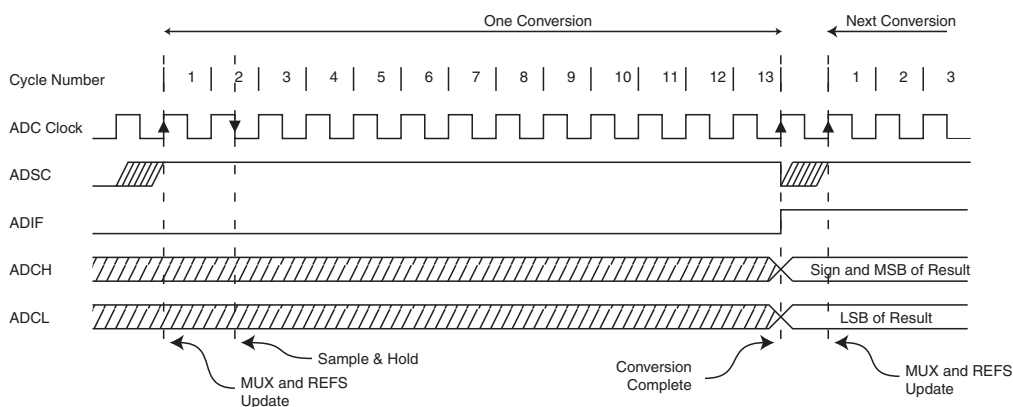 One Conversion
Next Conversion
Cycle Number 1 2 3 4 5 6 7 8 9 10 11 12 13 1 2 3
ADC Clock
ADSC
ADIF
ADCH
Sign and MSB of Result
ADCL
LSB of Result
Sample & Hold
MUX and REFS
Update
Conversion
Complete
MUX and REFS
Update